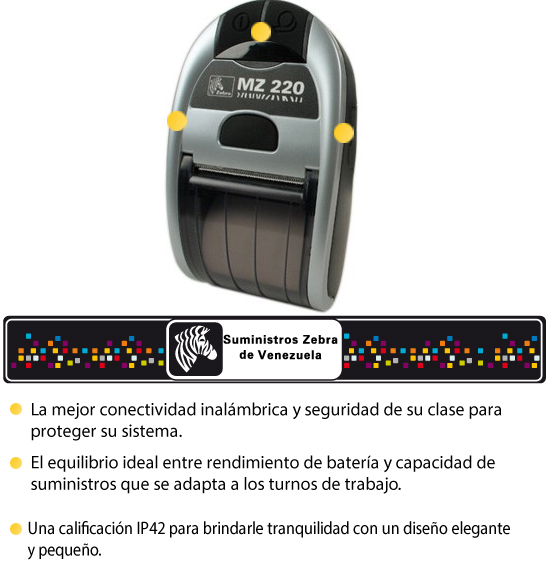 Zebra
MZ 220
Suministros Zebra
de Venezuela
La mejor conectividad inalámbrica y seguridad de su clase para
proteger su sistema.
El equilibrio ideal entre rendimiento de batería y capacidad de
suministros que se adapta a los turnos de trabajo.
Una calificación IP42 para brindarle tranquilidad con un diseño elegante
y pequeño.